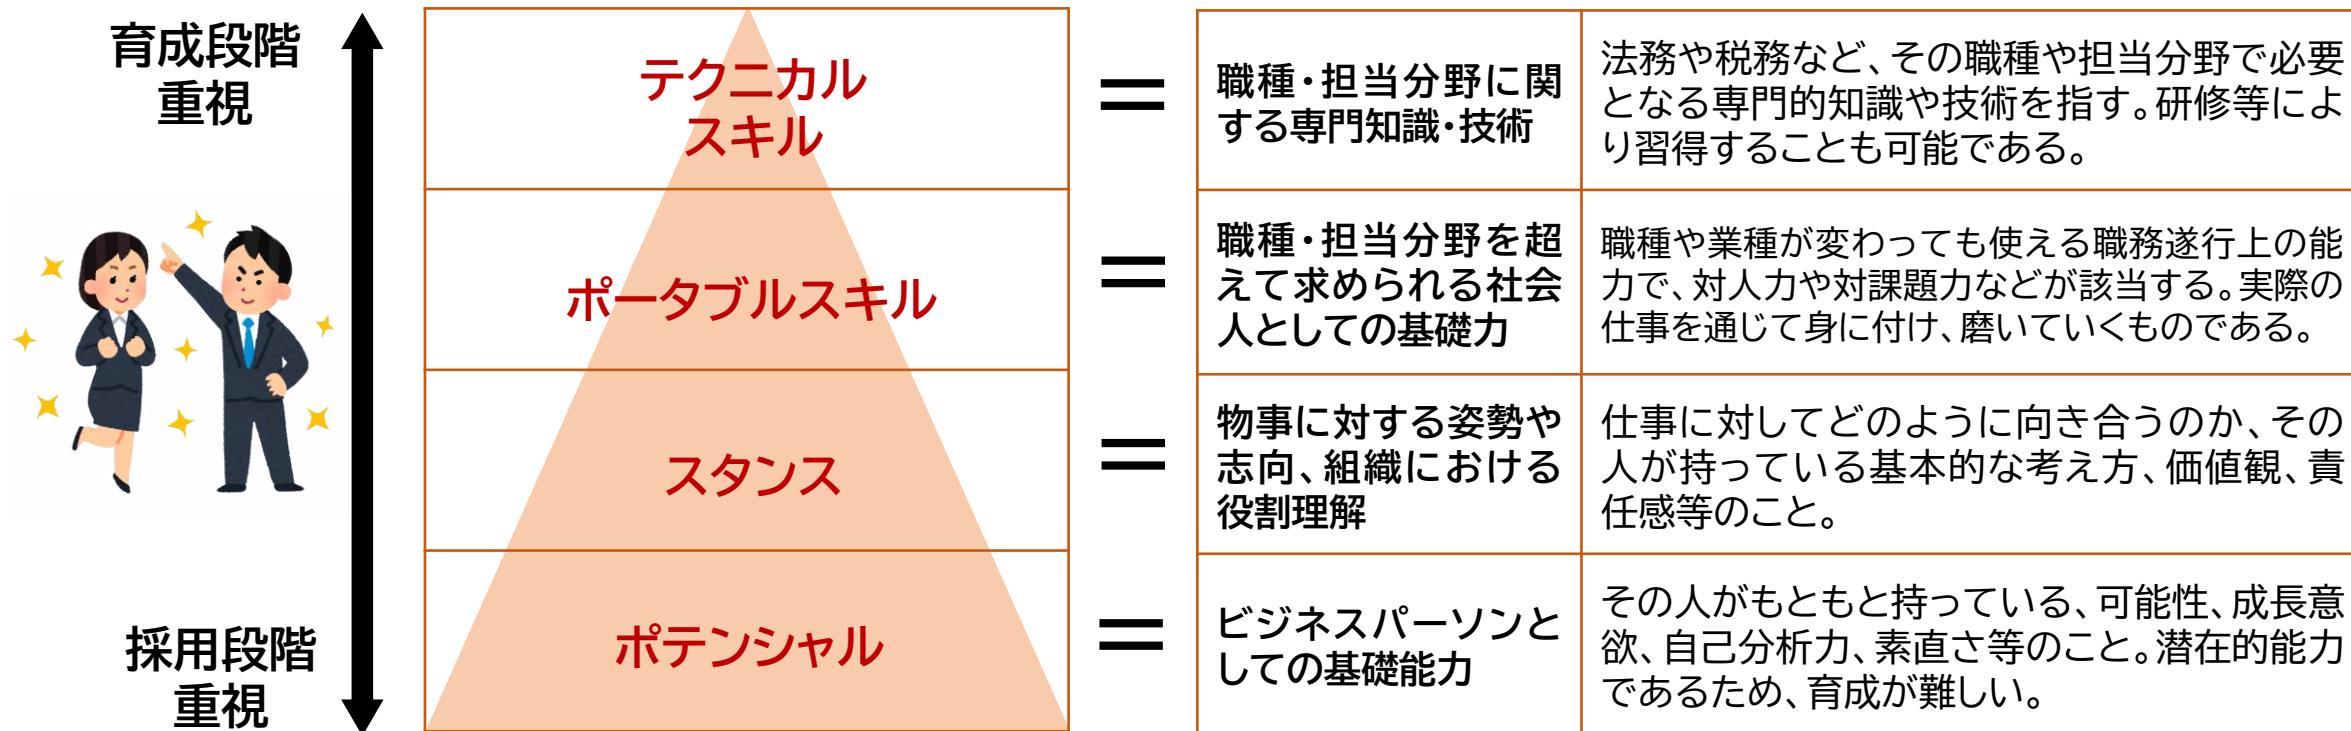 育成段階
重視
テクニカル
スキル
＝
職種・担当分野に関
する専門知識・技術
法務や税務など、その職種や担当分野で必要
となる専門的知識や技術を指す。研修等によ
り習得することも可能である。
ポータブルスキル
＝
職種・担当分野を超
えて求められる社会
人としての基礎力
職種や業種が変わっても使える職務遂行上の能
力で、対人力や対課題力などが該当する。実際の
仕事を通じて身に付け、磨いていくものである。
スタンス
＝
物事に対する姿勢や
志向、組織における
役割理解
仕事に対してどのように向き合うのか、その
人が持っている基本的な考え方、価値観、責
任感等のこと。
採用段階
重視
ポテンシャル
＝
ビジネスパーソンと
しての基礎能力
その人がもともと持っている、可能性、成長意
欲、自己分析力、素直さ等のこと。潜在的能力
であるため、育成が難しい。